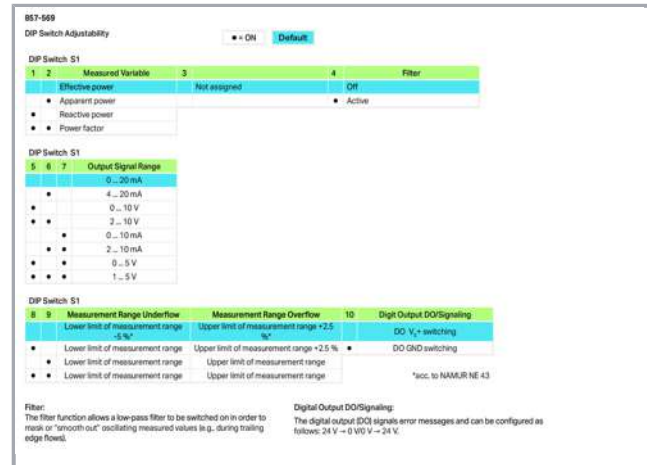 857-569
DIP Switch Adjustability
● = ON Default
DIP Switch S1
1 2 Measured Variable 3 4 Filter
Effective power Not assigned Off
● Apparent power ● Active
● Reactive power
● ● Power factor
DIP Switch S1
5 6 7 Output Signal Range
0 ... 20 mA
● 4 ... 20 mA
● 0 ... 10 V
● ● 2 ... 10 V
● 0 ... 10 mA
● ● 2 ... 10 mA
● ● 0 ... 5 V
● ● ● 1 ... 5 V
DIP Switch S1
8 9 Measurement Range Underflow Measurement Range Overflow 10 Digit Output DO/Signaling
Lower limit of measurement range Upper limit of measurement range +2.5 DO V+ switching
-5 %* %*
● Lower limit of measurement range Upper limit of measurement range +2.5 % ● DO GND switching
● Lower limit of measurement range Upper limit of measurement range
● ● Lower limit of measurement range Upper limit of measurement range *acc. to NAMUR NE 43
Filter:
The filter function allows a low-pass filter to be switched on in order to
mask or "smooth out" oscillating measured values (e.g., during trailing
edge flows).
Digital Output DO/Signaling:
The digital output (DO) signals error messages and can be configured as
follows: 24 V → 0 V/0 V → 24 V.